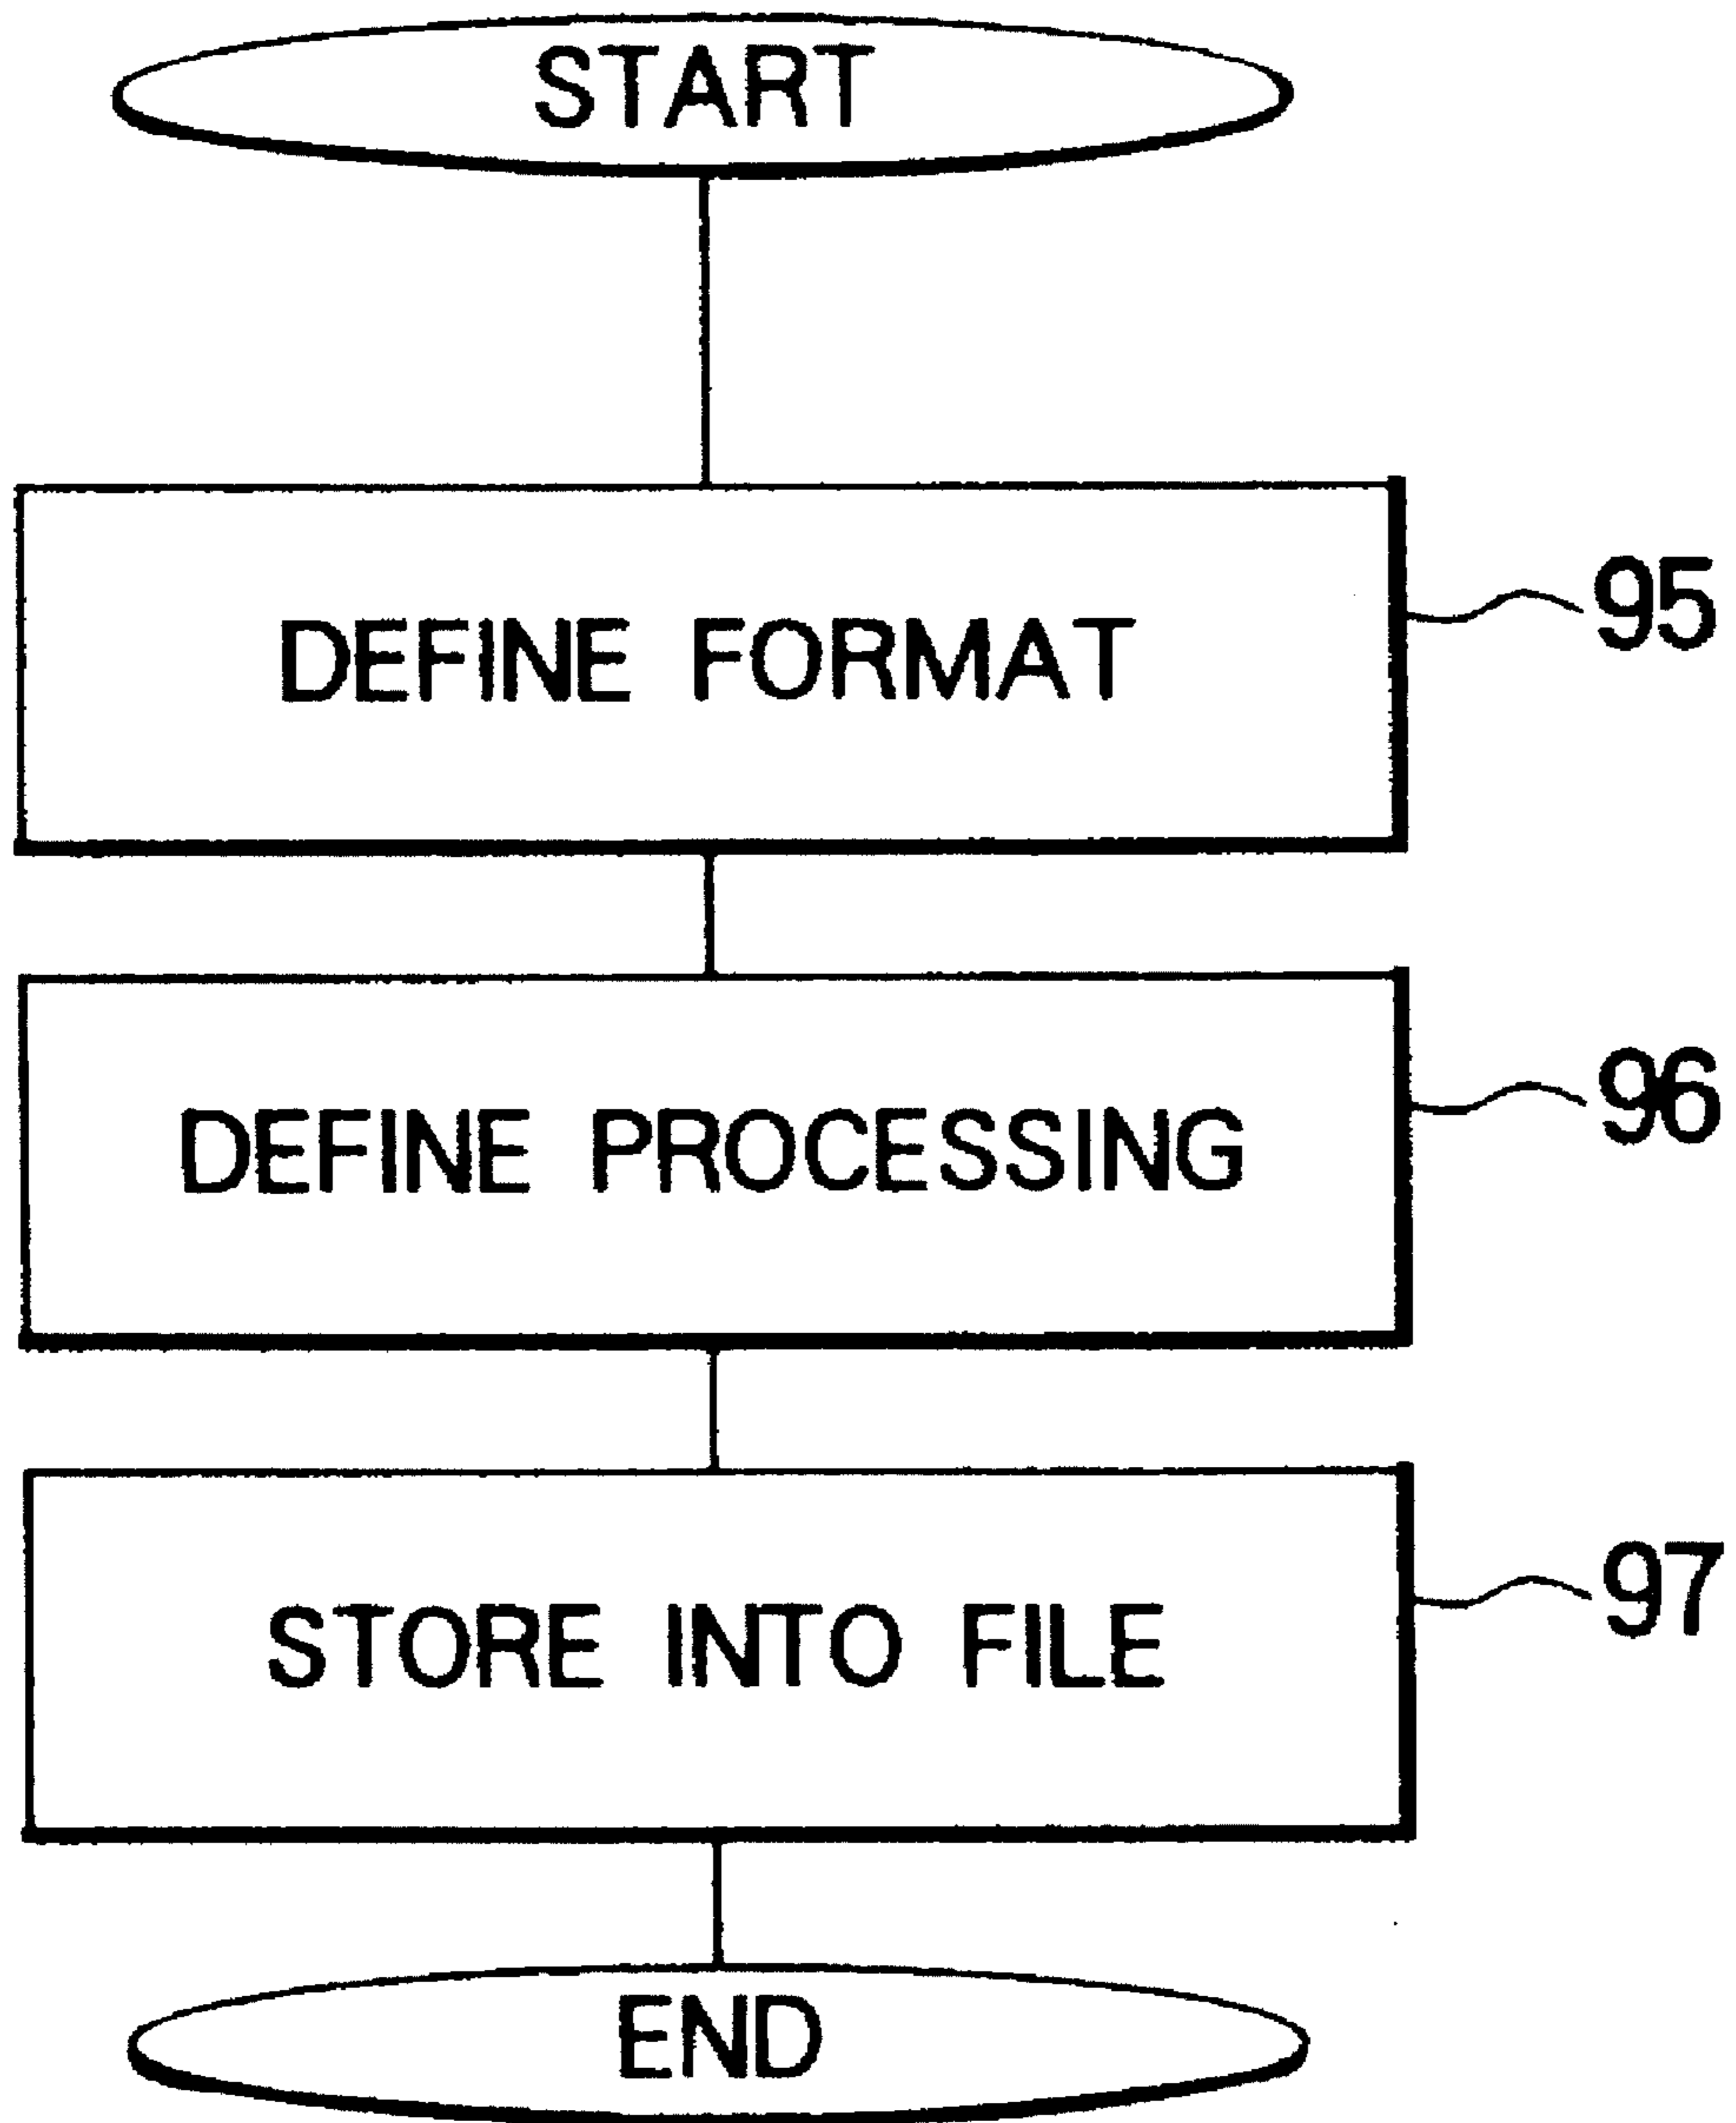 START
DEFINE FORMAT
95
DEFINE PROCESSING
96
STORE INTO FILE
97
END